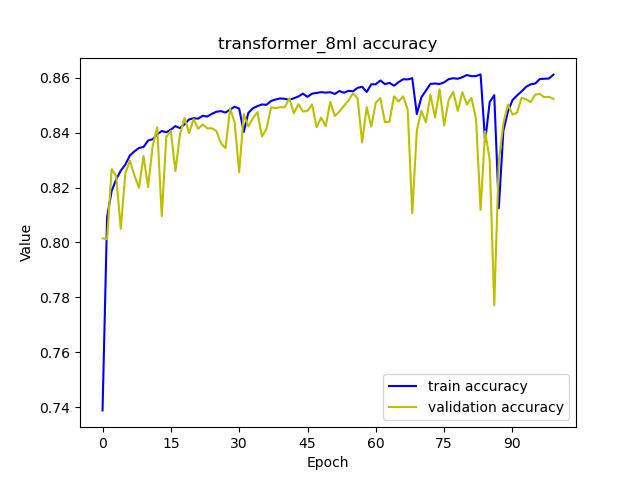 transformer_8ml accuracy
Value
0.86
0.84
0.82
0.80
0.78
0.76
0.74
0
15
30
45
60
75
90
Epoch
train accuracy
validation accuracy